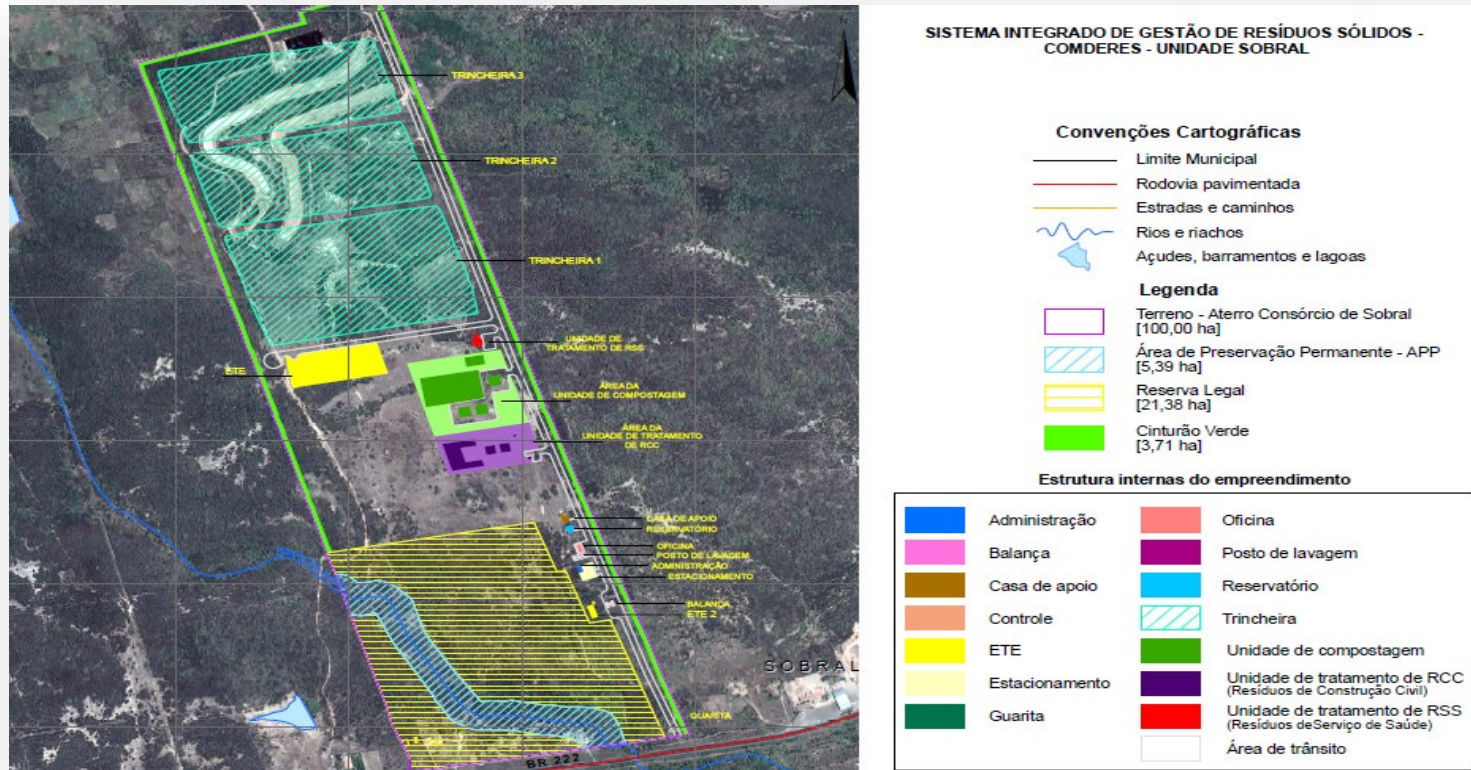 SISTEMA INTEGRADO DE GESTÃO DE RESÍDUOS SÓLIDOS -
COMDERES - UNIDADE SOBRAL
TRINCHEIRA 3
TRINCHEIRA 2
TRINCHEIRA 1
UNIDADE DE
TRATAMENTO DE RSS
ETE
ÁREA DA
UNIDADE DE COMPOSTAGEM
ÁREA DA
UNIDADE DE TRATAMENTO
DE RCC
CASA DE APOIO
RESERVATÓRIO
OFICINA
POSTO DE LAVAGEM
ADMINISTRAÇÃO
ESTACIONAMENTO
BALANÇA
ETE 2
SOBRAL
GUARITA
BR 222
Convenções Cartográficas
Limite Municipal
Rodovia pavimentada
Estradas e caminhos
Rios e riachos
Açudes, barramentos e lagoas
Legenda
Terreno - Aterro Consórcio de Sobral
[100,00 ha]
Área de Preservação Permanente - APP
[5,39 ha]
Reserva Legal
[21,38 ha]
Cinturão Verde
[3,71 ha]
Estrutura internas do empreendimento
Administração
Balança
Casa de apoio
Controle
ETE
Estacionamento
Guarita
Oficina
Posto de lavagem
Reservatório
Trincheira
Unidade de compostagem
Unidade de tratamento de RCC
(Resíduos de Construção Civil)
Unidade de tratamento de RSS
(Resíduos deServiço de Saúde)
Área de trânsito